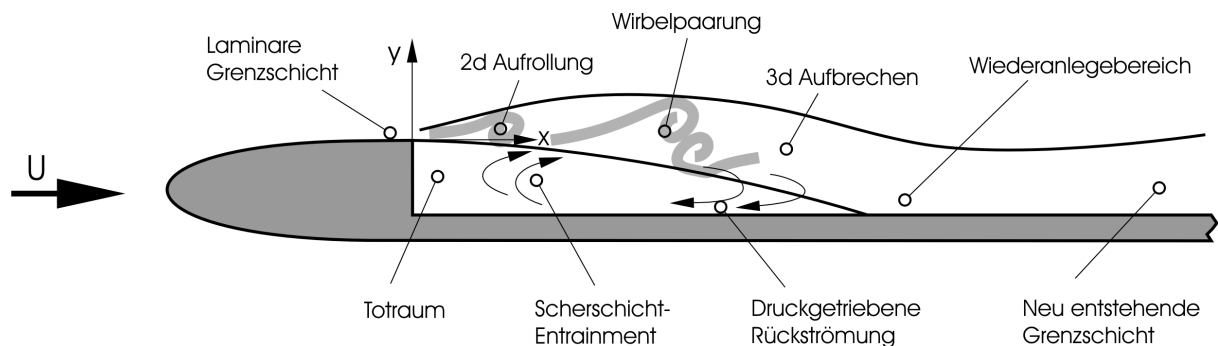 Wirbelpaarung
Laminare
Grenzschicht
y
2d Aufrollung
3d Aufbrechen
Wiederanlegebereich
x
U
Totraum
Scherschicht-
Entrainment
Druckgetriebene
Rückströmung
Neu entstehende
Grenzschicht